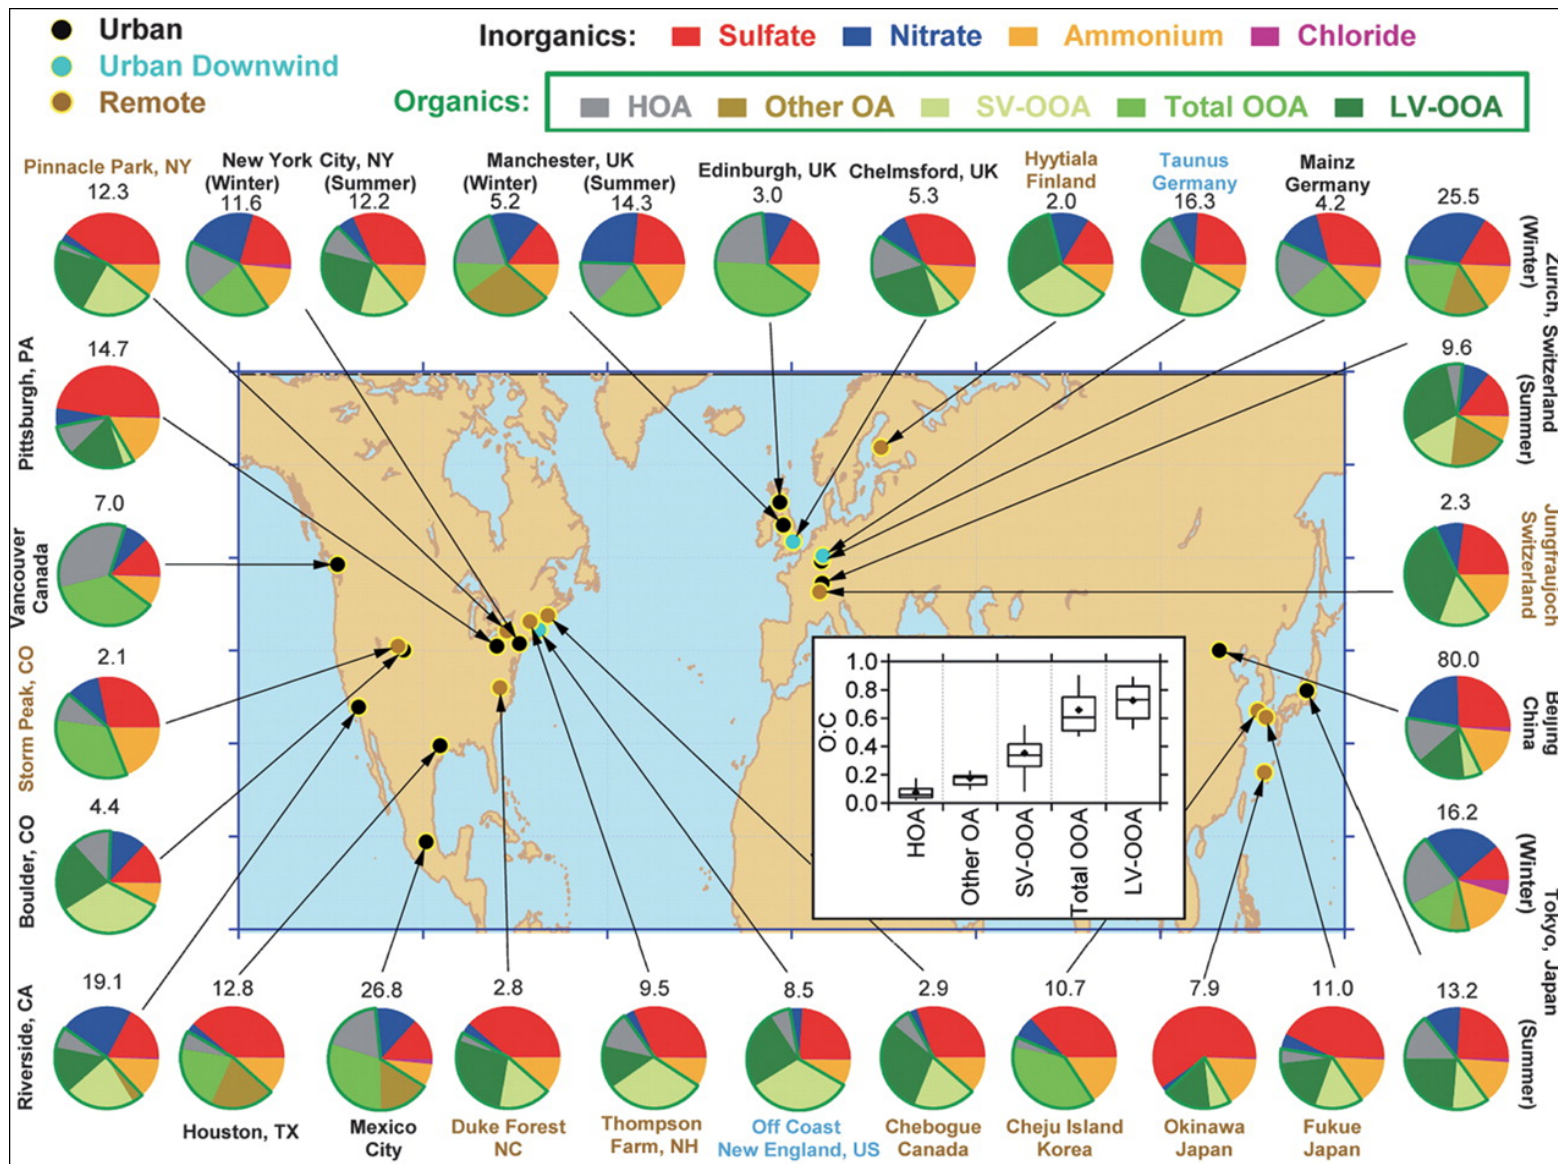 Urban
Urban Downwind
Remote
Inorganics: Sulfate Nitrate Ammonium Chloride
Organics: HOA Other OA SV-OOA Total OOA LV-OOA
Pinnacle Park, NY
12.3
New York City, NY
(Winter) (Summer)
11.6 12.2
Manchester, UK
(Winter) (Summer)
5.2 14.3
Edinburgh, UK
3.0
Chelmsford, UK
5.3
Hyytiala
Finland
2.0
Taunus
Germany
16.3
Mainz
Germany
4.2
25.5
(Winter)
Zurich, Switzerland
9.6
(Summer)
Pittsburgh, PA
14.7
Vancouver
Canada
7.0
Storm Peak, CO
2.1
Boulder, CO
4.4
Riverside, CA
19.1
Jungfraujoch
Switzerland
2.3
Beijing
China
80.0
16.2
(Winter)
Tokyo, Japan
13.2
(Summer)
O:C
1.0
0.8
0.6
0.4
0.2
0.0
HOA
Other OA
SV-OOA
Total OOA
LV-OOA
12.8
Houston, TX
26.8
Mexico
City
2.8
Duke Forest
NC
9.5
Thompson
Farm, NH
8.5
Off Coast
New England, US
2.9
Chebogue
Canada
10.7
Cheju Island
Korea
7.9
Okinawa
Japan
11.0
Fukue
Japan